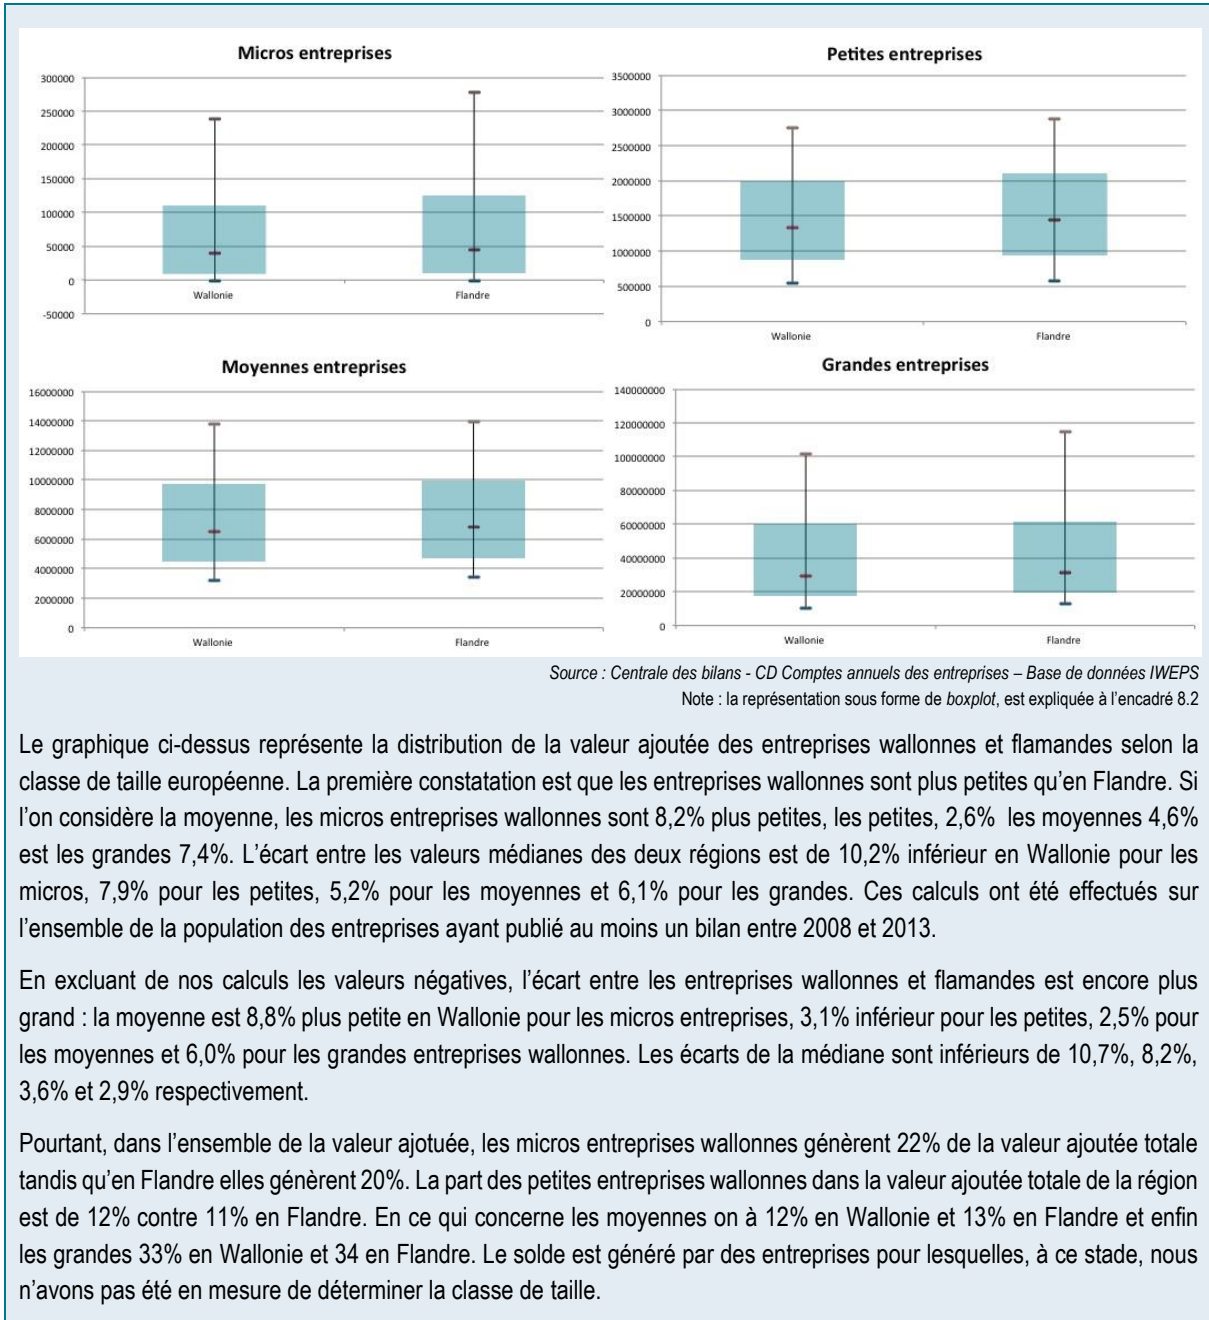 Micros entreprises
300000
250000
200000
150000
100000
50000
0
-50000
Wallonie
Flandre
Petites entreprises
3500000
3000000
2500000
2000000
1500000
1000000
500000
0
Wallonie
Flandre
Moyennes entreprises
16000000
14000000
12000000
10000000
8000000
6000000
4000000
2000000
0
Wallonie
Flandre
Grandes entreprises
140000000
120000000
100000000
80000000
60000000
40000000
20000000
0
Wallonie
Flandre
Source : Centrale des bilans - CD Comptes annuels des entreprises – Base de données IWEPS
Note : la représentation sous forme de boxplot, est expliquée à l'encadré 8.2
Le graphique ci-dessus représente la distribution de la valeur ajoutée des entreprises wallonnes et flamandes selon la
classe de taille européenne. La première constatation est que les entreprises wallonnes sont plus petites qu'en Flandre. Si
l'on considère la moyenne, les micros entreprises wallonnes sont 8,2% plus petites, les petites, 2,6% les moyennes 4,6%
est les grandes 7,4%. L'écart entre les valeurs médianes des deux régions est de 10,2% inférieur en Wallonie pour les
micros, 7,9% pour les petites, 5,2% pour les moyennes et 6,1% pour les grandes. Ces calculs ont été effectués sur
l'ensemble de la population des entreprises ayant publié au moins un bilan entre 2008 et 2013.
En excluant de nos calculs les valeurs négatives, l'écart entre les entreprises wallonnes et flamandes est encore plus
grand : la moyenne est 8,8% plus petite en Wallonie pour les micros entreprises, 3,1% inférieur pour les petites, 2,5% pour
les moyennes et 6,0% pour les grandes entreprises wallonnes. Les écarts de la médiane sont inférieurs de 10,7%, 8,2%,
3,6% et 2,9% respectivement.
Pourtant, dans l'ensemble de la valeur ajotuée, les micros entreprises wallonnes génèrent 22% de la valeur ajoutée totale
tandis qu'en Flandre elles génèrent 20%. La part des petites entreprises wallonnes dans la valeur ajoutée totale de la région
est de 12% contre 11% en Flandre. En ce qui concerne les moyennes on à 12% en Wallonie et 13% en Flandre et enfin
les grandes 33% en Wallonie et 34 en Flandre. Le solde est généré par des entreprises pour lesquelles, à ce stade, nous
n'avons pas été en mesure de déterminer la classe de taille.